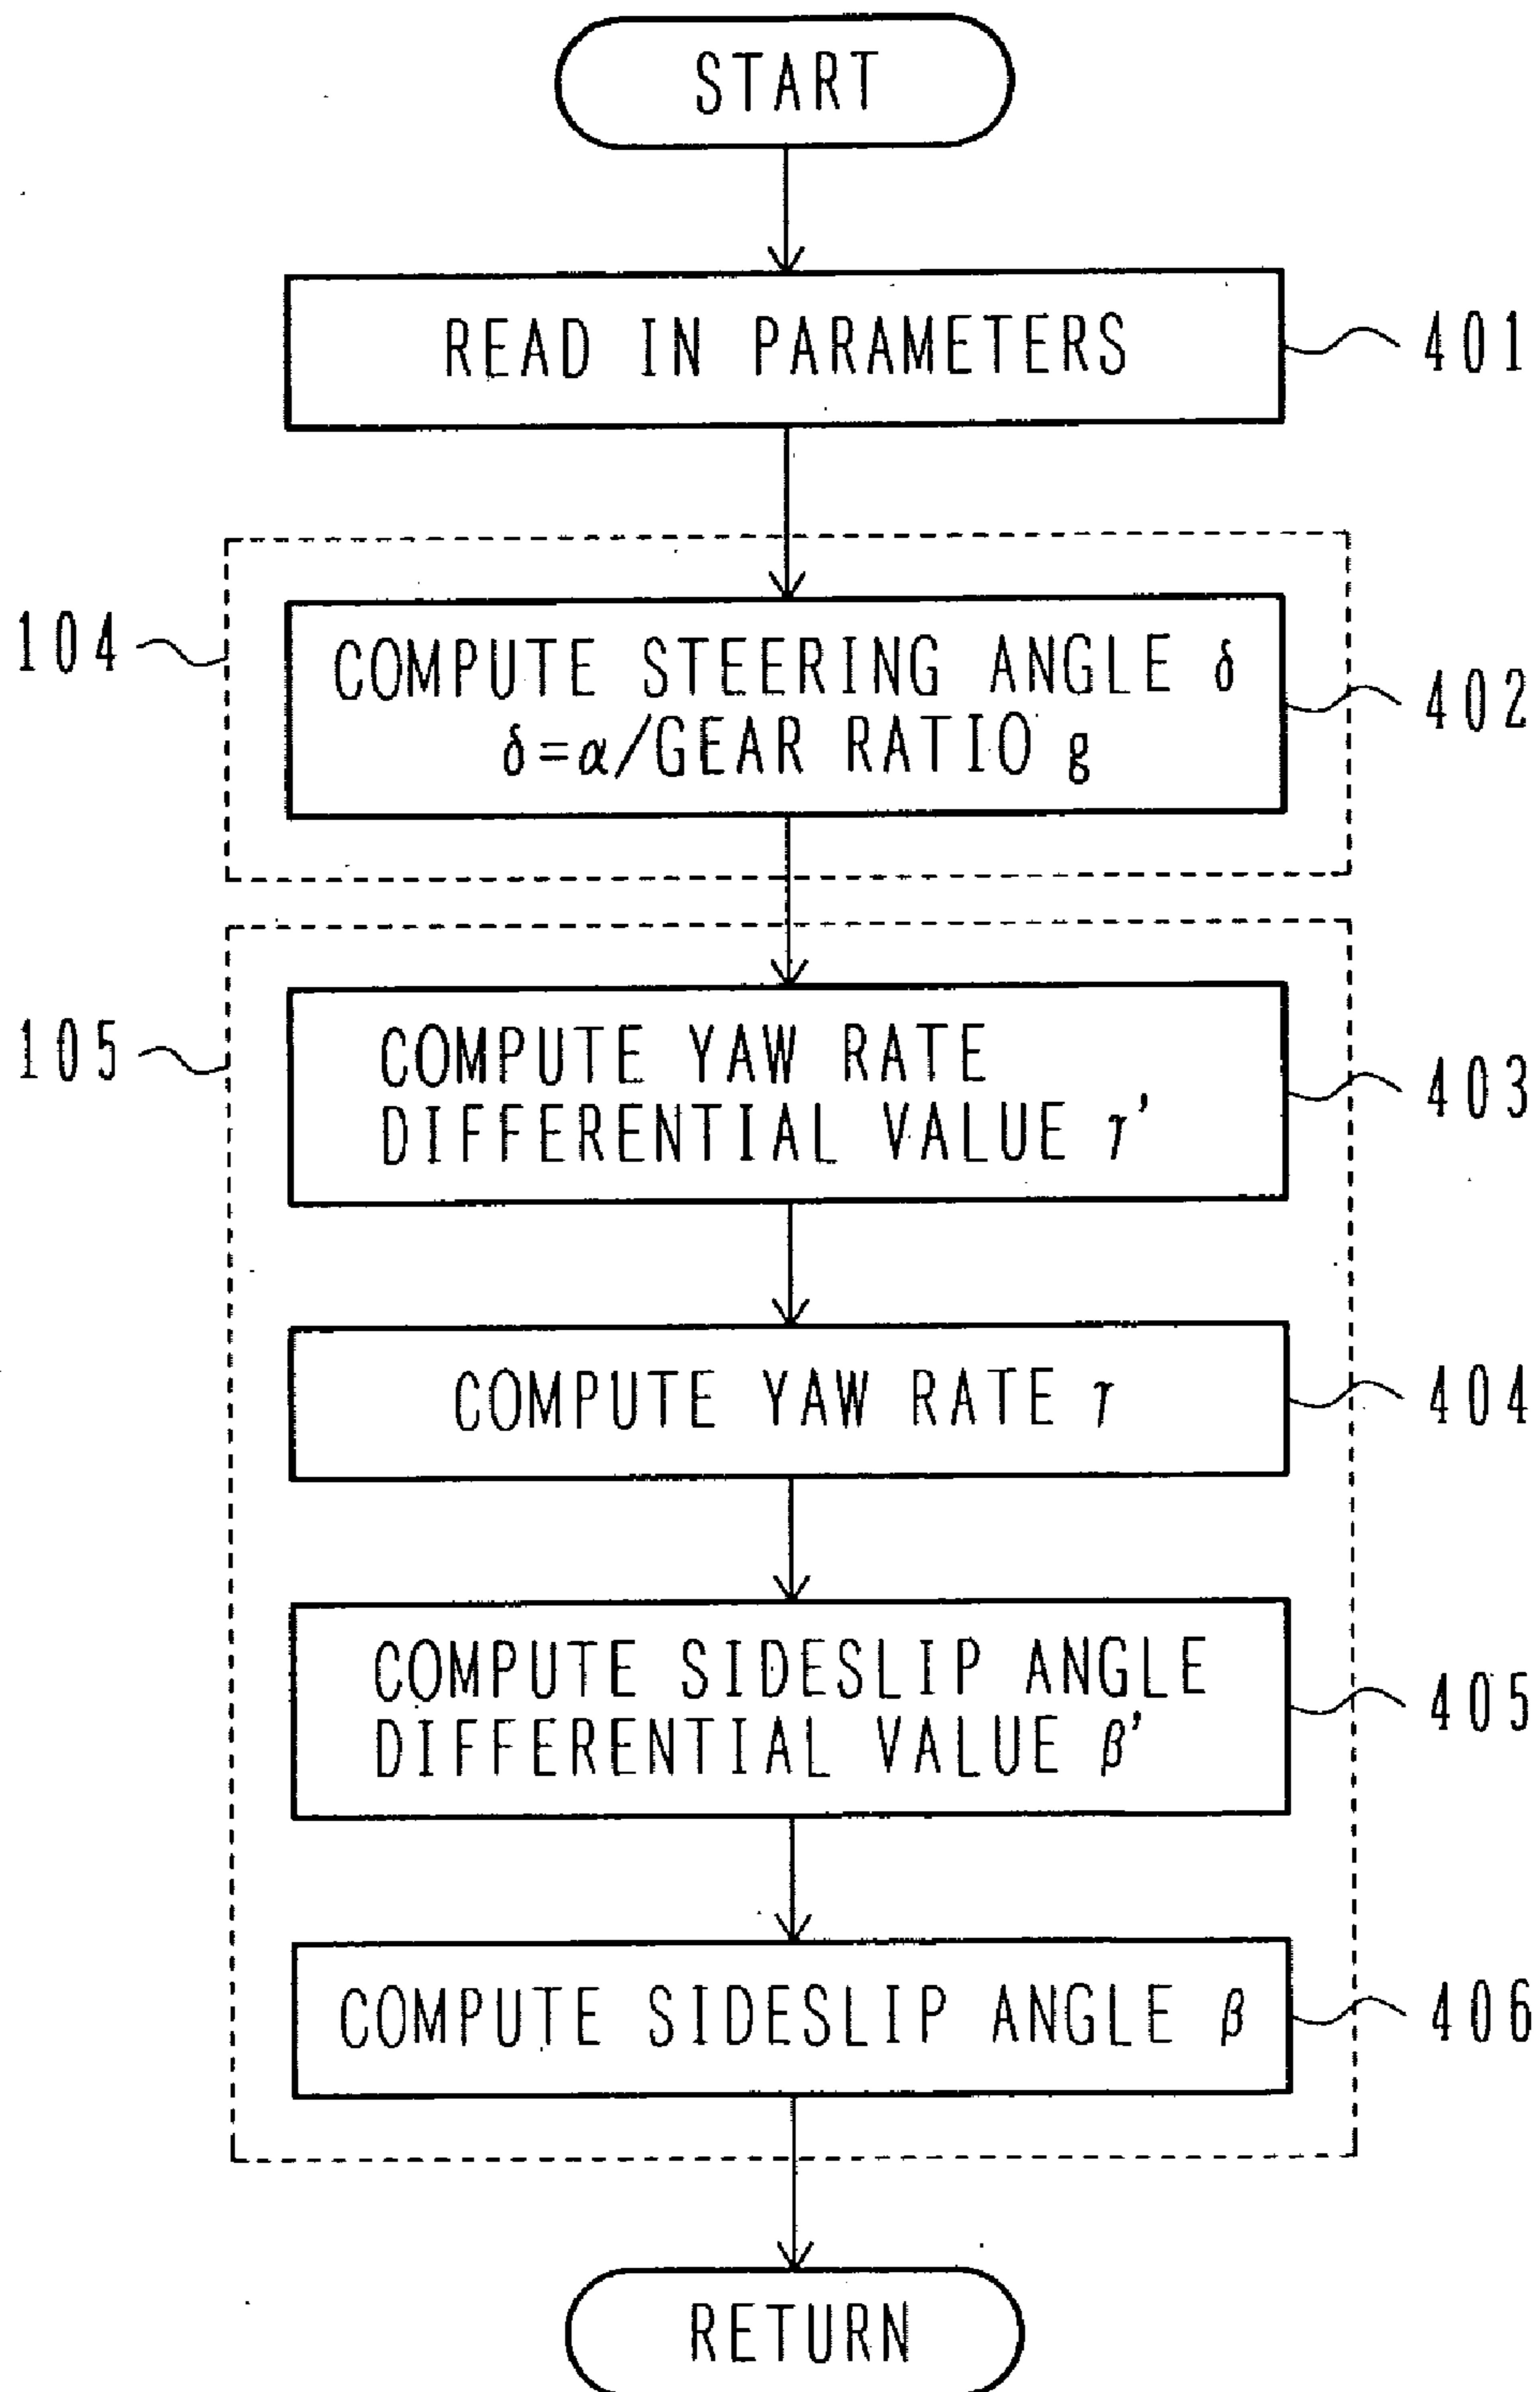 START
READ IN PARAMETERS
401
104
COMPUTE STEERING ANGLE δ
δ=α/GEAR RATIO g
402
105
COMPUTE YAW RATE
DIFFERENTIAL VALUE γ'
403
COMPUTE YAW RATE γ
404
COMPUTE SIDESLIP ANGLE
DIFFERENTIAL VALUE β'
405
COMPUTE SIDESLIP ANGLE β
406
RETURN